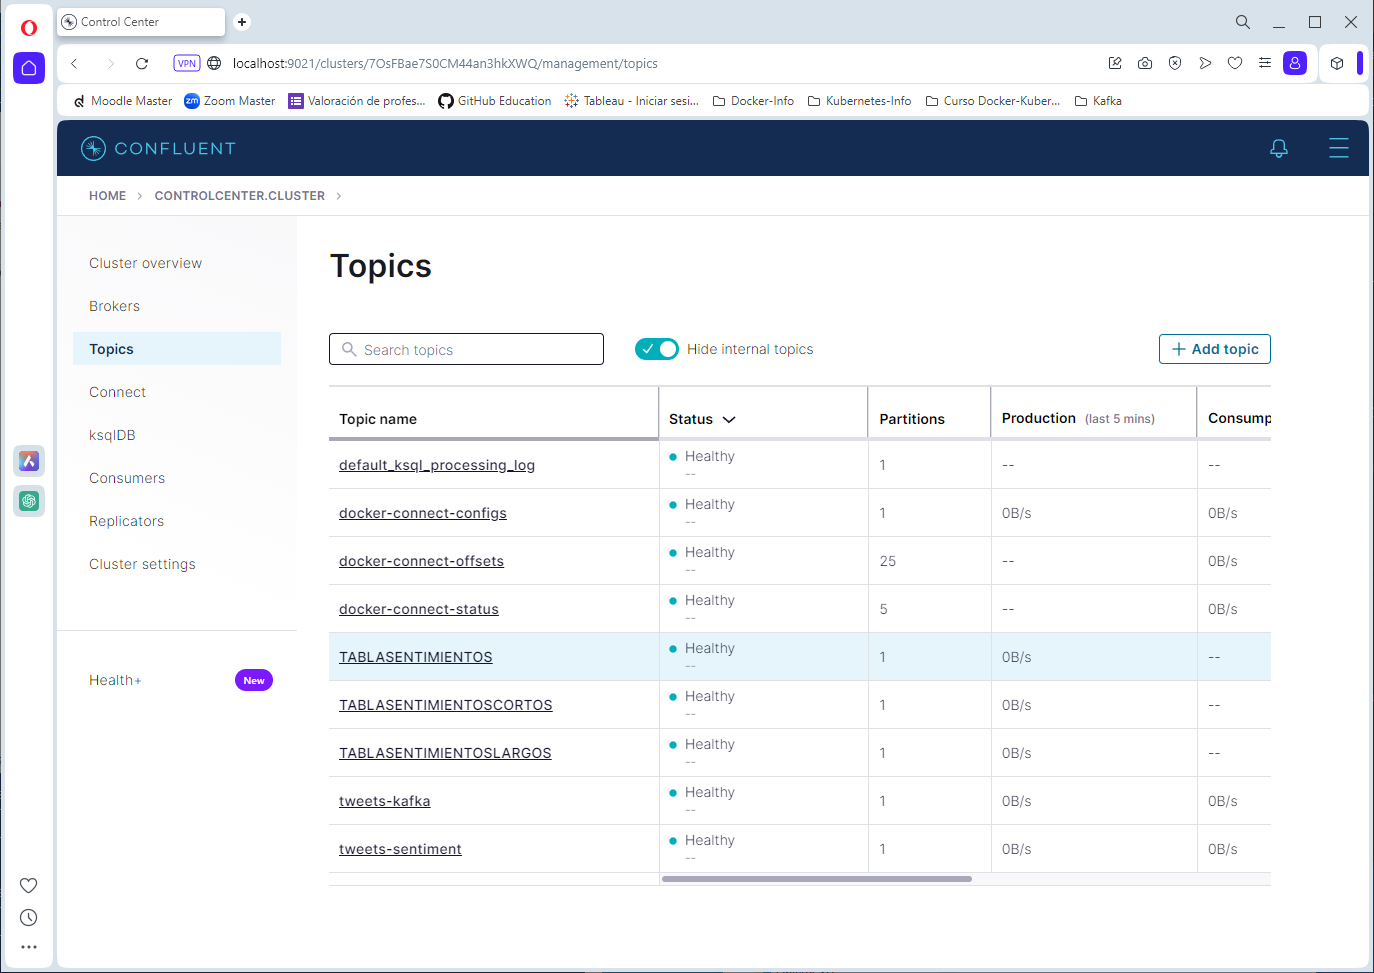 Control Center
VPN localhost:9021/clusters/7OsFBae7S0CM44an3hkXWQ/management/topics
Moodle Master Zoom Master Valoración de profes... GitHub Education Tableau - Iniciar sesi... Docker-Info Kubernetes-Info Curso Docker-Kuber... Kafka
CONFLUENT
HOME > CONTROLCENTER.CLUSTER >
Cluster overview
Brokers
Topics
Connect
ksqlDB
Consumers
Replicators
Cluster settings
Health+ New
Topics
Search topics Hide internal topics + Add topic
Topic name Status Partitions Production (last 5 mins) Consump
default_ksql_processing_log Healthy -- 1 -- --
docker-connect-configs Healthy -- 1 0B/s 0B/s
docker-connect-offsets Healthy -- 25 -- 0B/s
docker-connect-status Healthy -- 5 -- 0B/s
TABLASENTIMIENTOS Healthy -- 1 0B/s --
TABLASENTIMIENTOSCORTOS Healthy -- 1 0B/s --
TABLASENTIMIENTOSLARGOS Healthy -- 1 0B/s --
tweets-kafka Healthy -- 1 0B/s 0B/s
tweets-sentiment Healthy -- 1 0B/s 0B/s